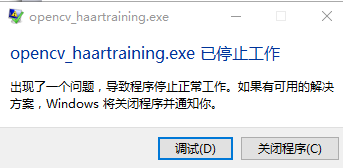 opencv_haartraining.exe
opencv_haartraining.exe 已停止工作
出现了一个问题，导致程序停止正常工作。如果有可用的解决
方案，Windows 将关闭程序并通知你。
调试(D)
关闭程序(C)